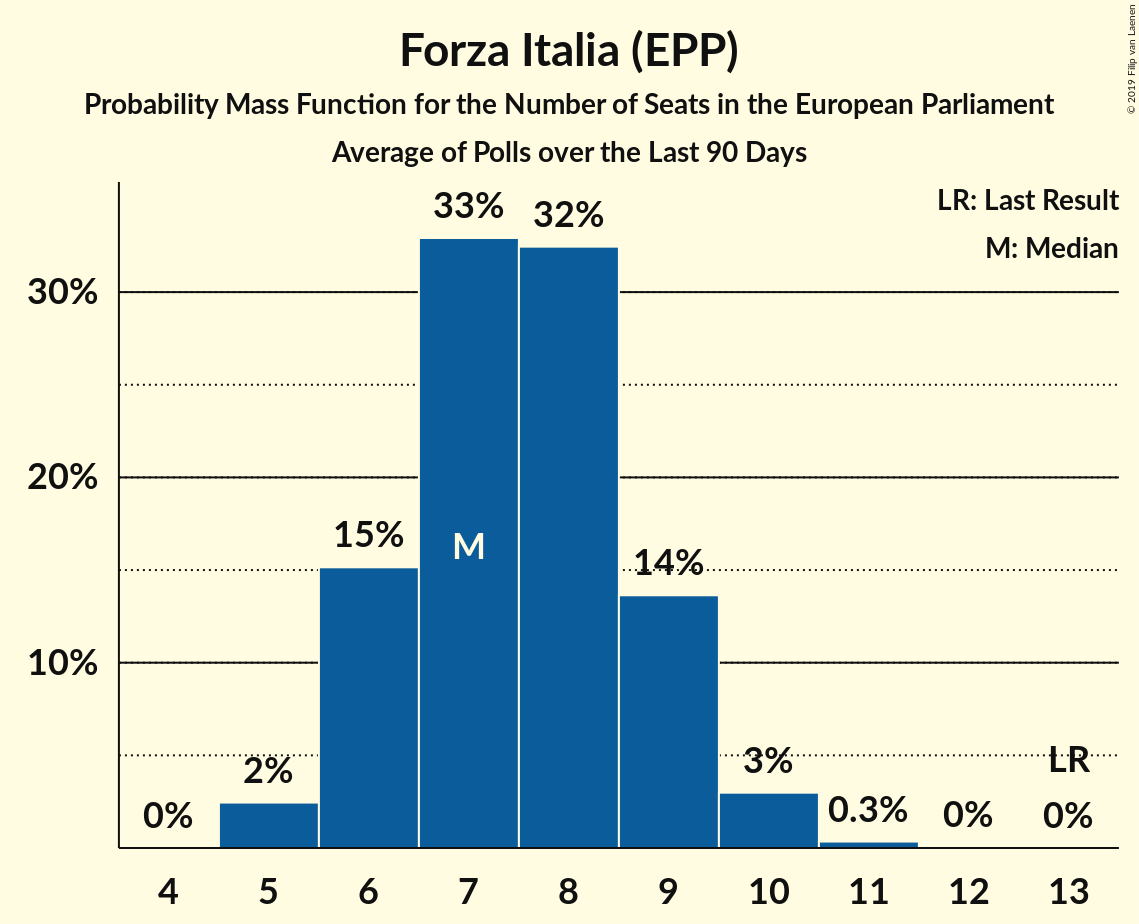 Forza Italia (EPP)
Probability Mass Function for the Number of Seats in the European Parliament
Average of Polls over the Last 90 Days
© 2019 Filip van Laenen
LR: Last Result
M: Median
33%
32%
30%
20%
15%
M
14%
10%
2%
3%
LR
0%
0.3%
0%
0%
4 5 6 7 8 9 10 11 12 13